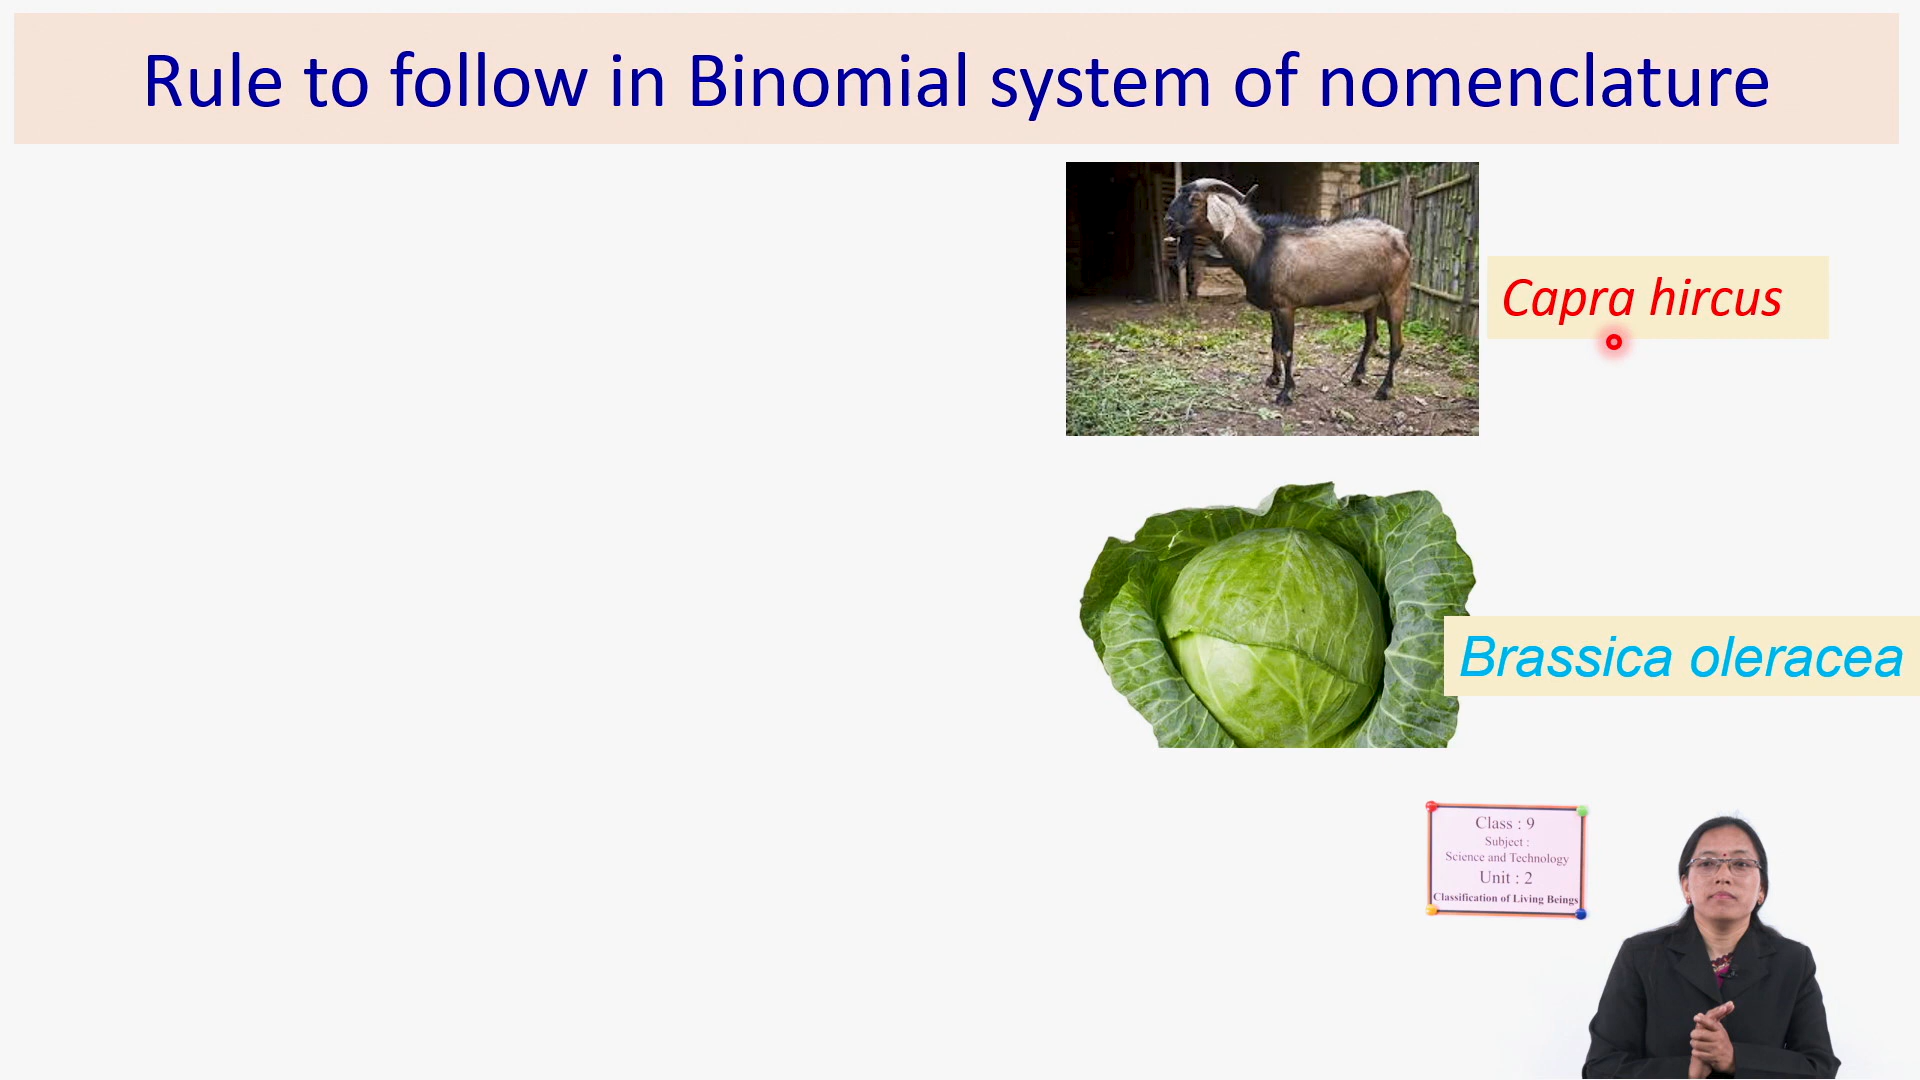 Rule to follow in Binomial system of nomenclature
Capra hircus
Brassica oleracea
Class : 9
Subject :
Science and Technology
Unit : 2
Classification of Living Beings